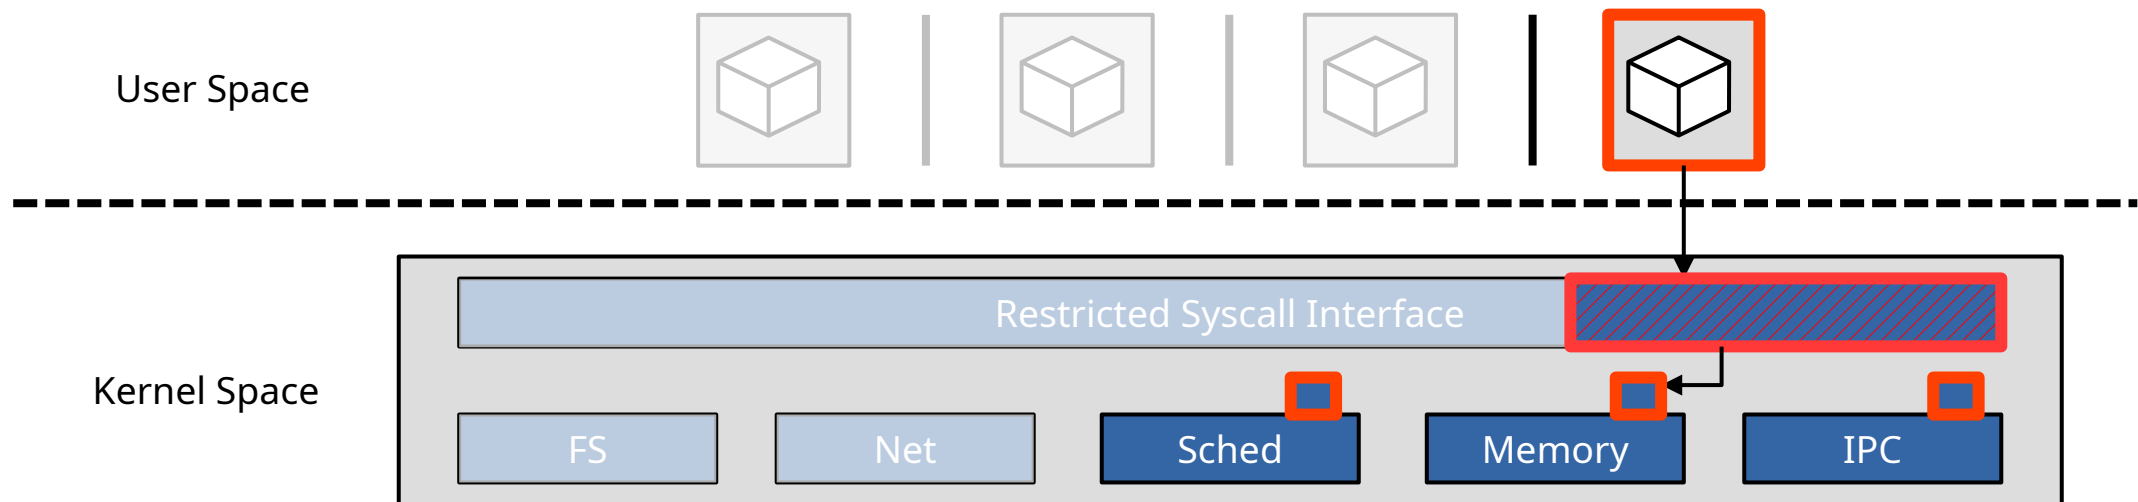 User Space
Restricted Syscall Interface
Kernel Space
FS
Net
Sched
Memory
IPC